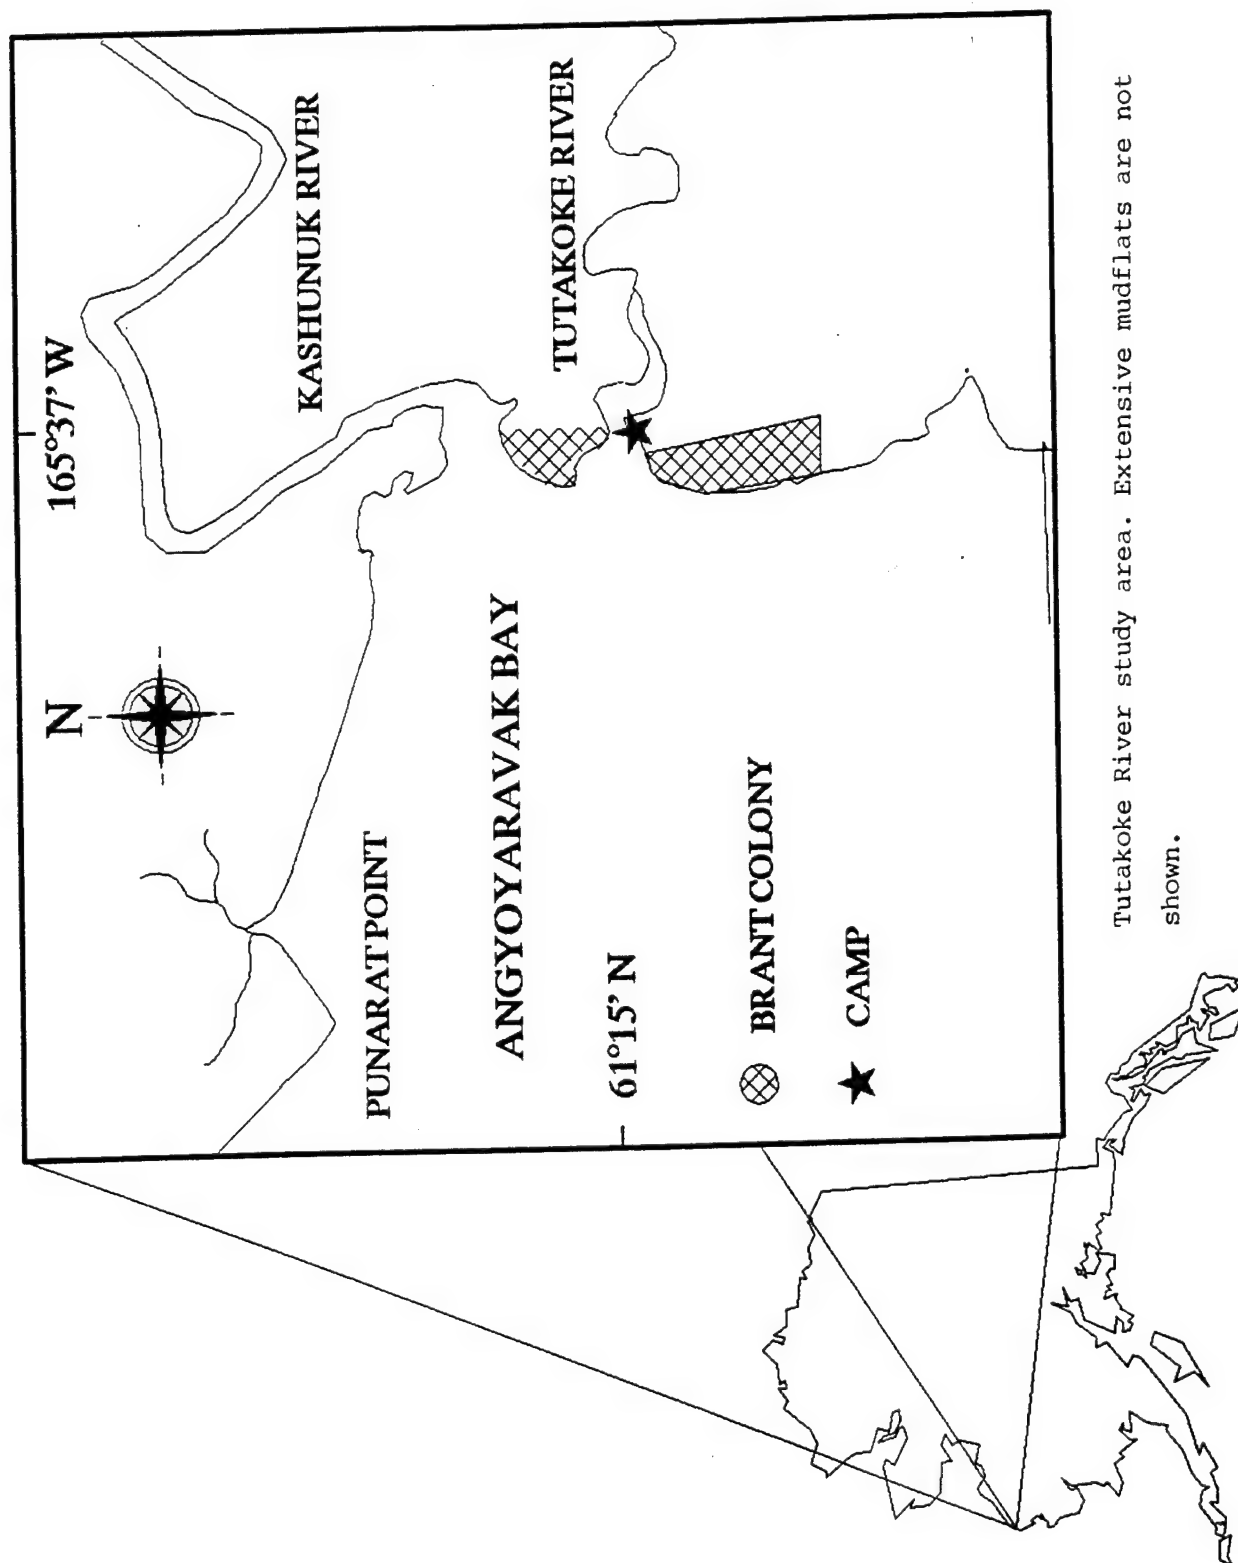 165°37' W
N
KASHUNUK RIVER
PUNARAT POINT
ANGYOYARAVAK BAY
TUTAKOKE RIVER
61°15' N
BRANT COLONY
CAMP
Tutakoke River study area. Extensive mudflats are not
shown.